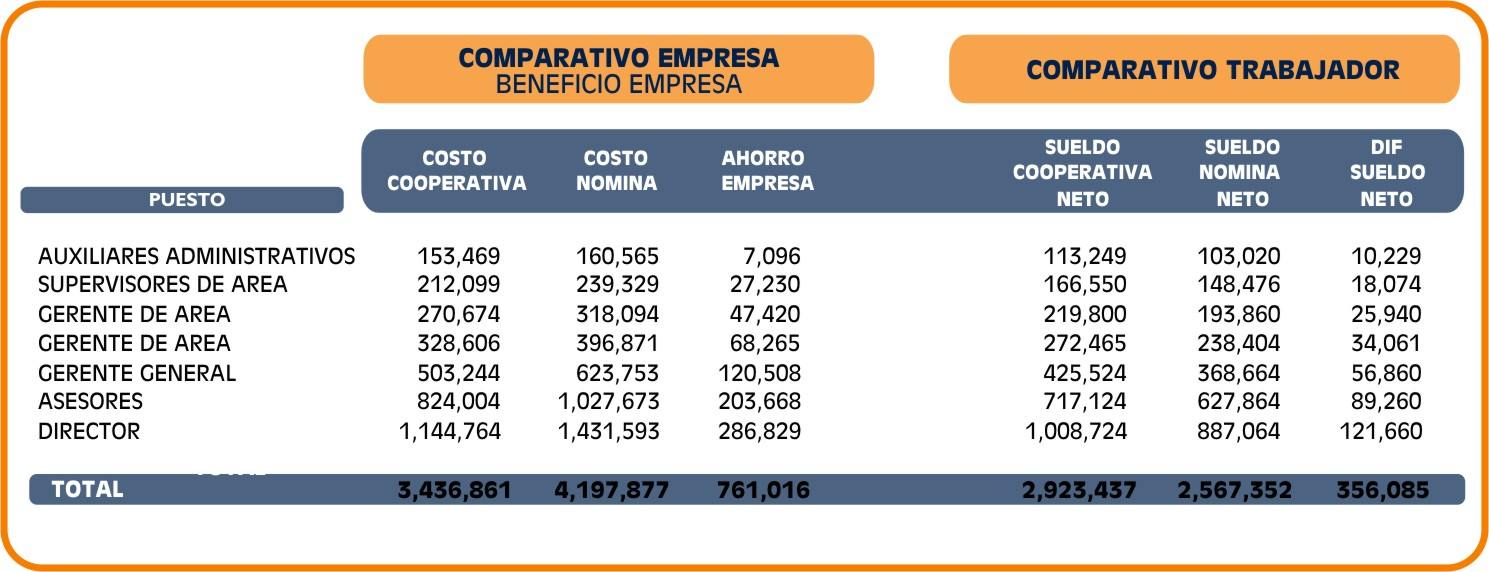 COMPARATIVO EMPRESA
BENEFICIO EMPRESA
COMPARATIVO TRABAJADOR
PUESTO
COSTO COOPERATIVA
COSTO NOMINA
AHORRO EMPRESA
SUELDO COOPERATIVA NETO
SUELDO NOMINA NETO
DIF SUELDO NETO
AUXILIARES ADMINISTRATIVOS 153,469 160,565 7,096 113,249 103,020 10,229
SUPERVISORES DE AREA 212,099 239,329 27,230 166,550 148,476 18,074
GERENTE DE AREA 270,674 318,094 47,420 219,800 193,860 25,940
GERENTE DE AREA 328,606 396,871 68,265 272,465 238,404 34,061
GERENTE GENERAL 503,244 623,753 120,508 425,524 368,664 56,860
ASESORES 824,004 1,027,673 203,668 717,124 627,864 89,260
DIRECTOR 1,144,764 1,431,593 286,829 1,008,724 887,064 121,660
TOTAL 3,436,861 4,197,877 761,016 2,923,437 2,567,352 356,085